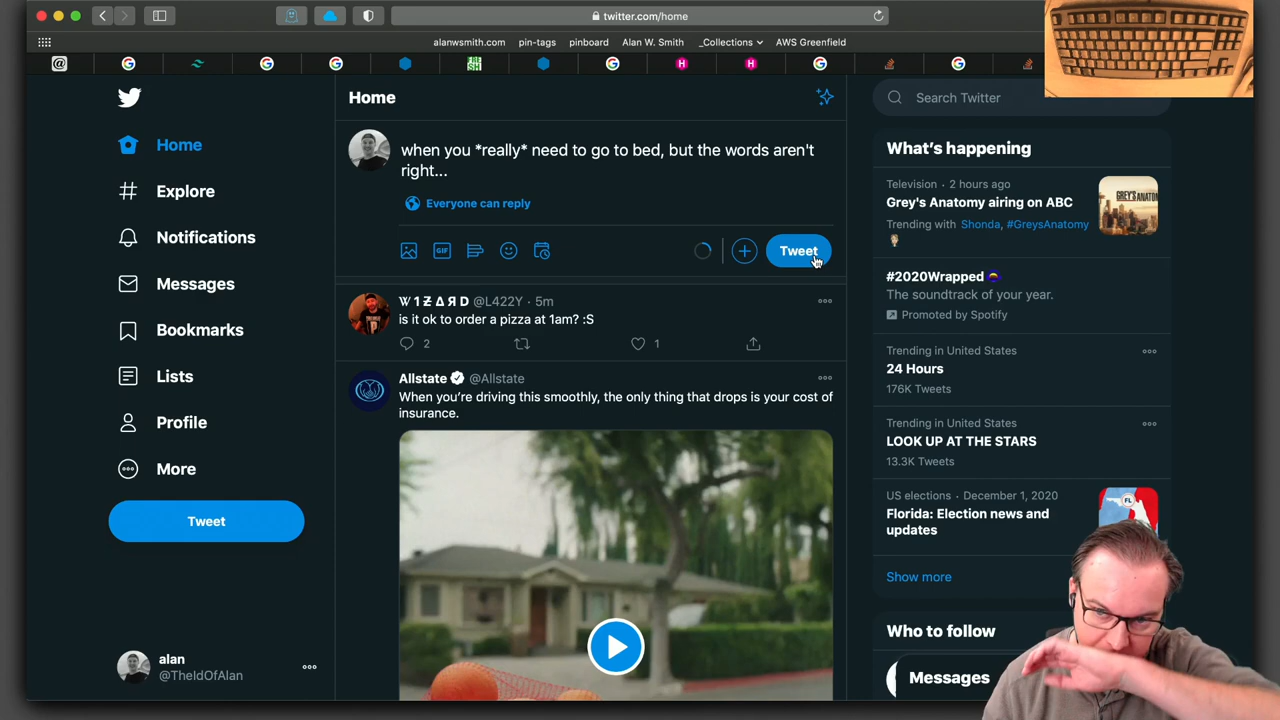 twitter.com/home
alanwsmith.com pin-tags pinboard Alan W. Smith _Collections AWS Greenfield
Home
Explore
Notifications
Messages
Bookmarks
Lists
Profile
More
Tweet
alan
@TheIdOfAlan
Home
when you *really* need to go to bed, but the words aren't
right...
Everyone can reply
GIF
Tweet
W 1 Ƶ Δ Я D @L422Y · 5m
is it ok to order a pizza at 1am? :S
2 1
Allstate @Allstate
When you're driving this smoothly, the only thing that drops is your cost of
insurance.
Search Twitter
What's happening
Television · 2 hours ago
Grey's Anatomy airing on ABC
Trending with Shonda, #GreysAnatomy
GREY'S ANATOM
#2020Wrapped
The soundtrack of your year.
Promoted by Spotify
Trending in United States
24 Hours
176K Tweets
Trending in United States
LOOK UP AT THE STARS
13.3K Tweets
US elections · December 1, 2020
Florida: Election news and
updates
FL
Show more
Who to follow
Messages